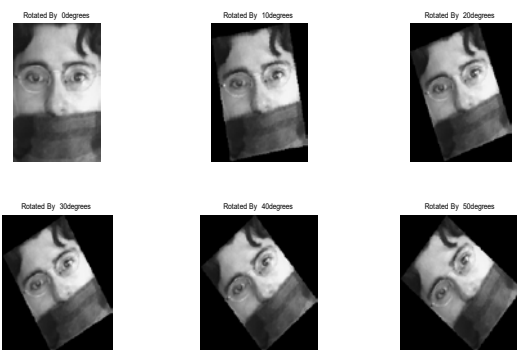 Rotated By 0degrees
Rotated By 10degrees
Rotated By 20degrees
Rotated By 30degrees
Rotated By 40degrees
Rotated By 50degrees